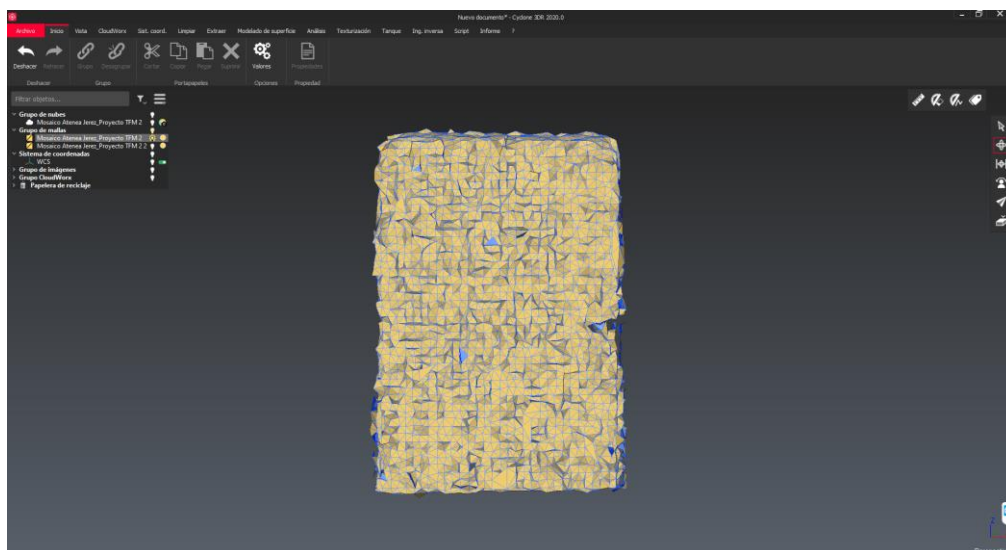 Nuevo documento* - Cyclone 3DR 2020.0
Archivo Inicio Vista CloudWorx Sist. coord. Limpiar Extraer Modelado de superficie Análisis Texturización Tanque Ing. inversa Script Informe ?
Deshacer Rehacer Grupo Desagrupar Cortar Copiar Pegar Suprimir Valores Propiedades
Deshacer Grupo Portapapeles Opciones Propiedad
Filtrar objetos...
Grupo de nubes
Mosaico Atenea Jerez_Proyecto TFM 2
Grupo de mallas
Mosaico Atenea Jerez_Proyecto TFM 2
Mosaico Atenea Jerez_Proyecto TFM 2 2
Sistema de coordenadas
WCS
Grupo de imágenes
Grupo CloudWorx
Papelera de reciclaje
Z